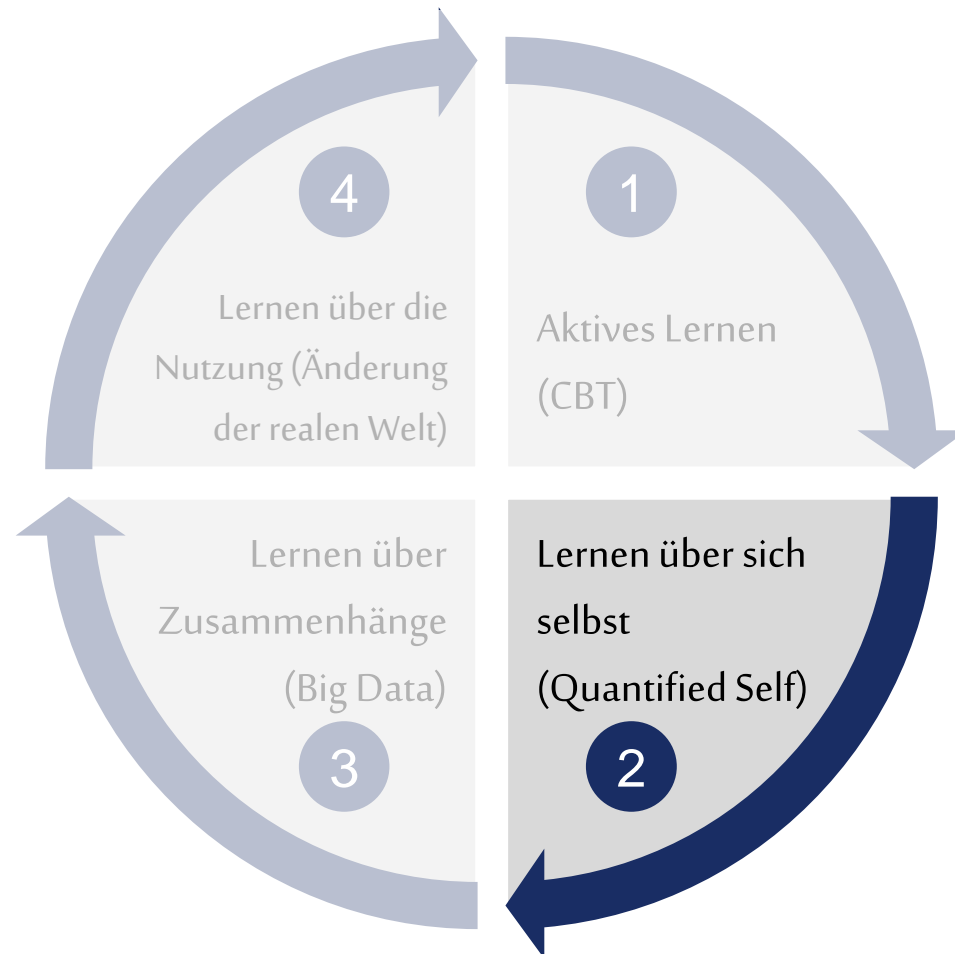 1
Aktives Lernen
(CBT)
Lernen über sich
selbst
(Quantified Self)
2
Lernen über
Zusammenhänge
(Big Data)
3
4
Lernen über die
Nutzung (Änderung
der realen Welt)